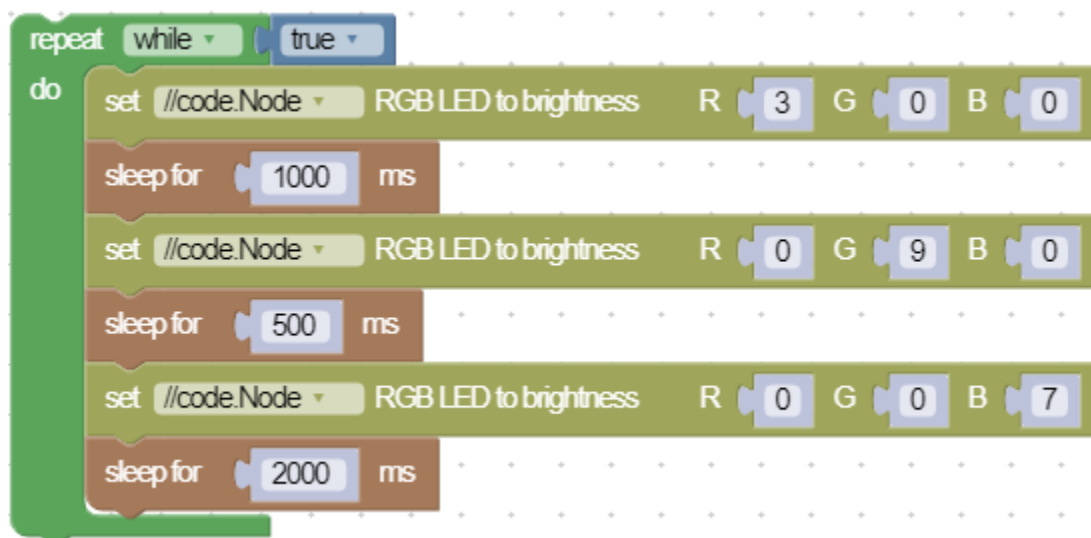 repeat while true
do set //code.Node RGB LED to brightness R 3 G 0 B 0
sleep for 1000 ms
set //code.Node RGB LED to brightness R 0 G 9 B 0
sleep for 500 ms
set //code.Node RGB LED to brightness R 0 G 0 B 7
sleep for 2000 ms